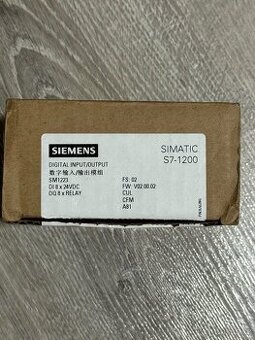 SIEMENS
SIMATIC
S7-1200
DIGITAL INPUT/OUTPUT
数字输入/输出模组
SM1223
DI 8 x 24VDC
DQ 8 x RELAY
FS: 02
FW: V02.00.02
CUL
CFM
A81